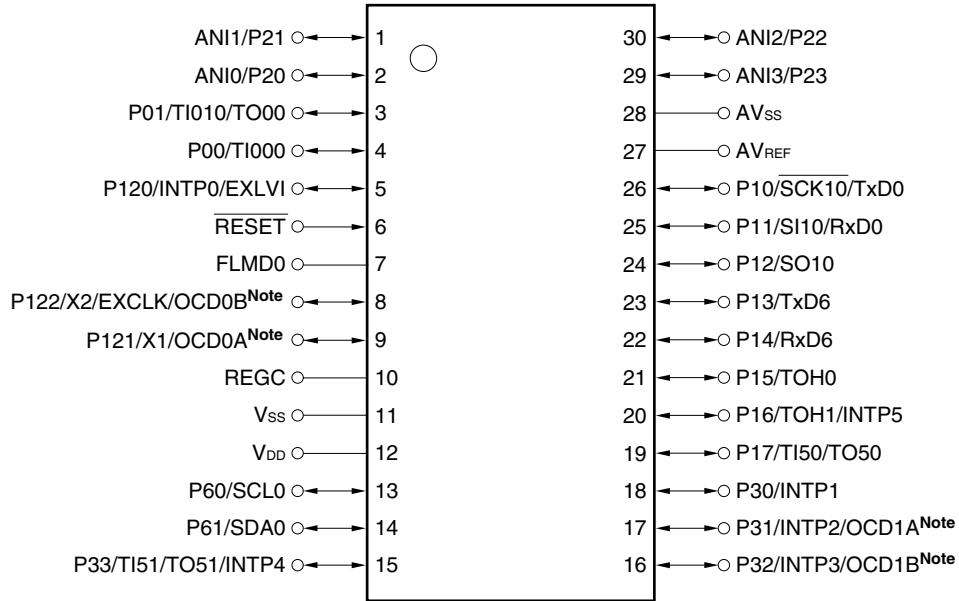 ANI1/P21 1 30 ANI2/P22
ANI0/P20 2 29 ANI3/P23
P01/TI010/TO00 3 28 AVSS
P00/TI000 4 27 AVREF
P120/INTP0/EXLVI 5 26 P10/SCK10/TxD0
RESET 6 25 P11/SI10/RxD0
FLMD0 7 24 P12/SO10
P122/X2/EXCLK/OCD0BNote 8 23 P13/TxD6
P121/X1/OCD0ANote 9 22 P14/RxD6
REGC 10 21 P15/TOH0
VSS 11 20 P16/TOH1/INTP5
VDD 12 19 P17/TI50/TO50
P60/SCL0 13 18 P30/INTP1
P61/SDA0 14 17 P31/INTP2/OCD1ANote
P33/TI51/TO51/INTP4 15 16 P32/INTP3/OCD1BNote